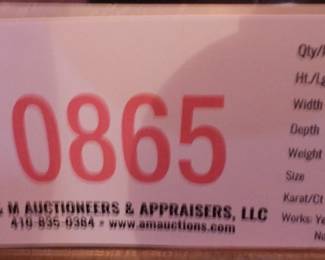 Qty/
Ht./Lg
Width
Depth
Weight
Size
Karat/Ct
Works: Ye
No
0865
& M AUCTIONEERS & APPRAISERS, LLC
410-835-0384 • www.amauctions.com